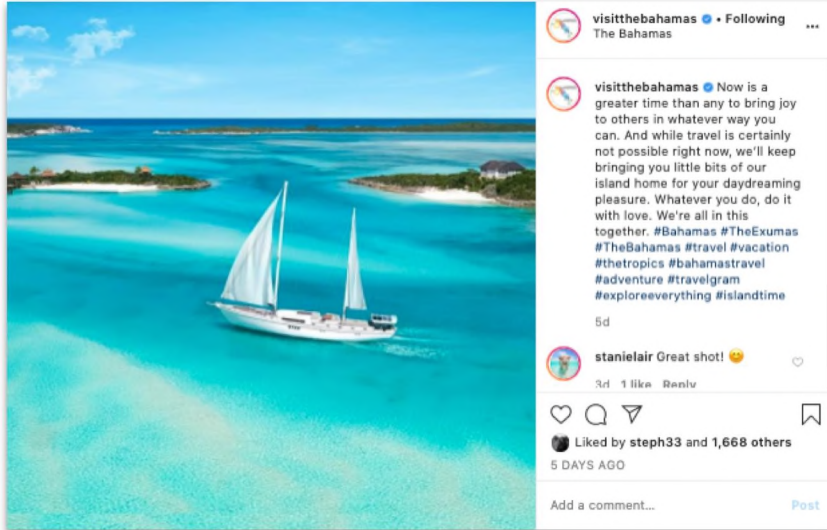 visitthebahamas • Following
The Bahamas
visitthebahamas Now is a
greater time than any to bring joy
to others in whatever way you
can. And while travel is certainly
not possible right now, we'll keep
bringing you little bits of our
island home for your daydreaming
pleasure. Whatever you do, do it
with love. We're all in this
together. #Bahamas #TheExumas
#TheBahamas #travel #vacation
#thetropics #bahamastravel
#adventure #travelgram
#exploreeverything #islandtime
5d
stanielair Great shot! 😊
3d 1 like Reply
Liked by steph33 and 1,668 others
5 DAYS AGO
Add a comment... Post